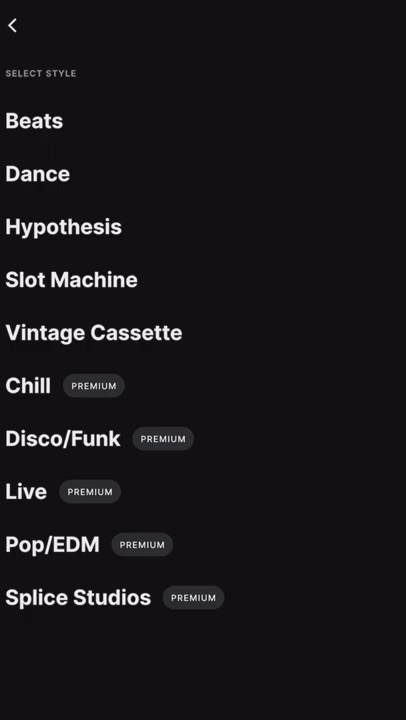 SELECT STYLE
Beats
Dance
Hypothesis
Slot Machine
Vintage Cassette
Chill PREMIUM
Disco/Funk PREMIUM
Live PREMIUM
Pop/EDM PREMIUM
Splice Studios PREMIUM